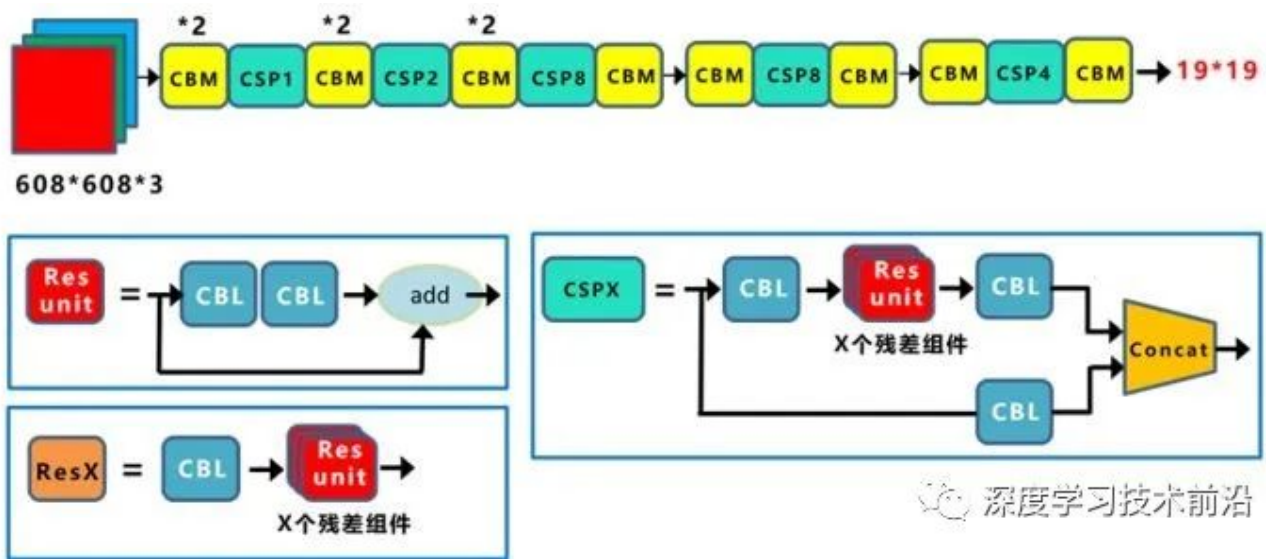 *2 *2 *2
CBM CSP1 CBM CSP2 CBM CSP8 CBM CBM CSP8 CBM CBM CSP4 CBM 19*19
608*608*3
Res unit = CBL CBL add
CSPX = CBL Res unit CBL
X个残差组件
Concat
CBL
ResX = CBL Res unit
X个残差组件
深度学习技术前沿